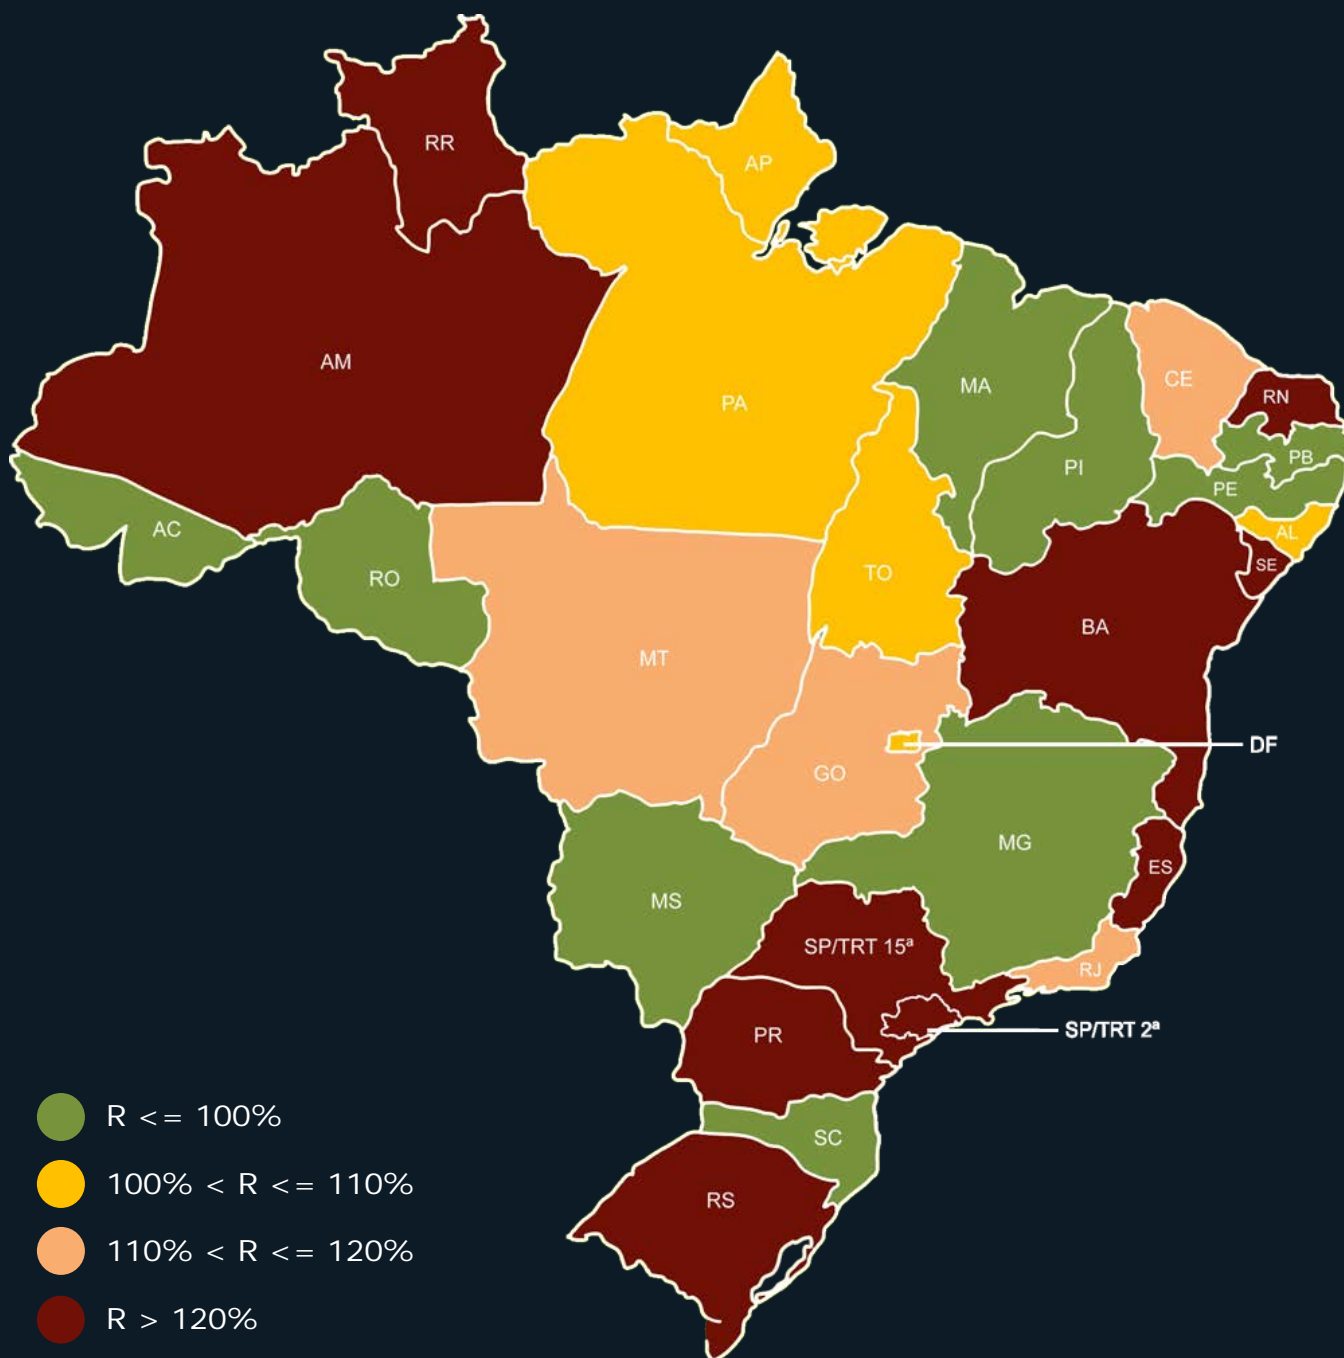 RR
AP
AM
PA
MA
CE
RN
PI
PB
PE
AC
AL
SE
RO
TO
BA
MT
DF
GO
MG
ES
MS
SP/TRT 15ª
RJ
SP/TRT 2ª
PR
SC
RS
R <= 100%
100% < R <= 110%
110% < R <= 120%
R > 120%